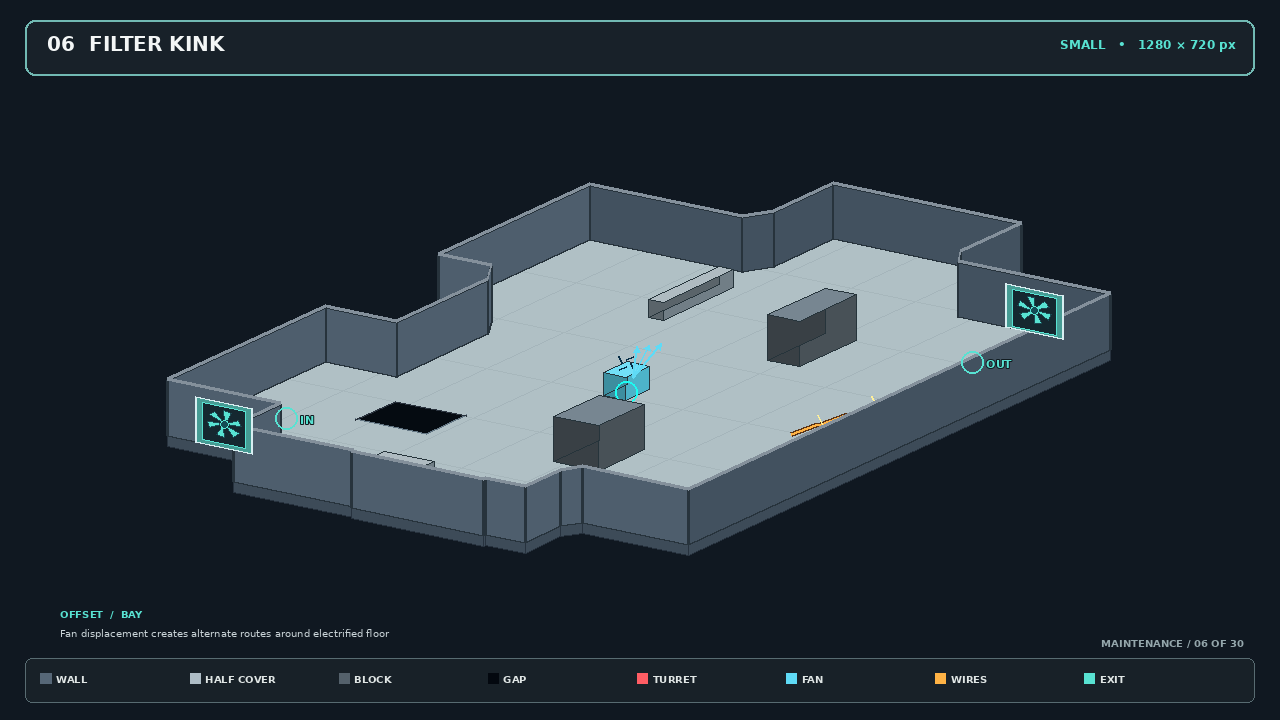 06 FILTER KINK
SMALL • 1280 × 720 px
IN
OUT
OFFSET / BAY
Fan displacement creates alternate routes around electrified floor
MAINTENANCE / 06 OF 30
WALL
HALF COVER
BLOCK
GAP
TURRET
FAN
WIRES
EXIT